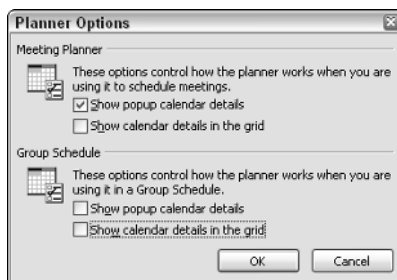 Planner Options
Meeting Planner
These options control how the planner works when you are
using it to schedule meetings.
Show popup calendar details
Show calendar details in the grid
Group Schedule
These options control how the planner works when you are
using it in a Group Schedule.
Show popup calendar details
Show calendar details in the grid
OK Cancel